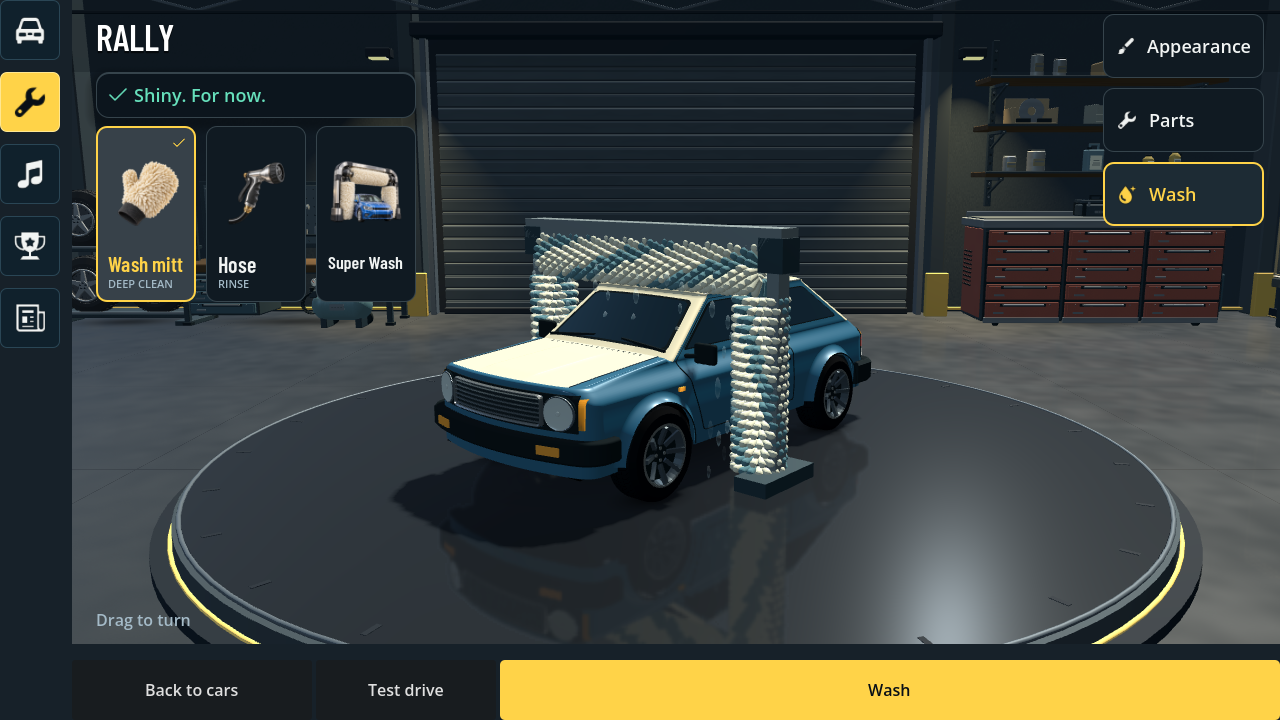 RALLY
Shiny. For now.
Wash mitt
DEEP CLEAN
Hose
RINSE
Super Wash
Appearance
Parts
Wash
Drag to turn
Back to cars
Test drive
Wash